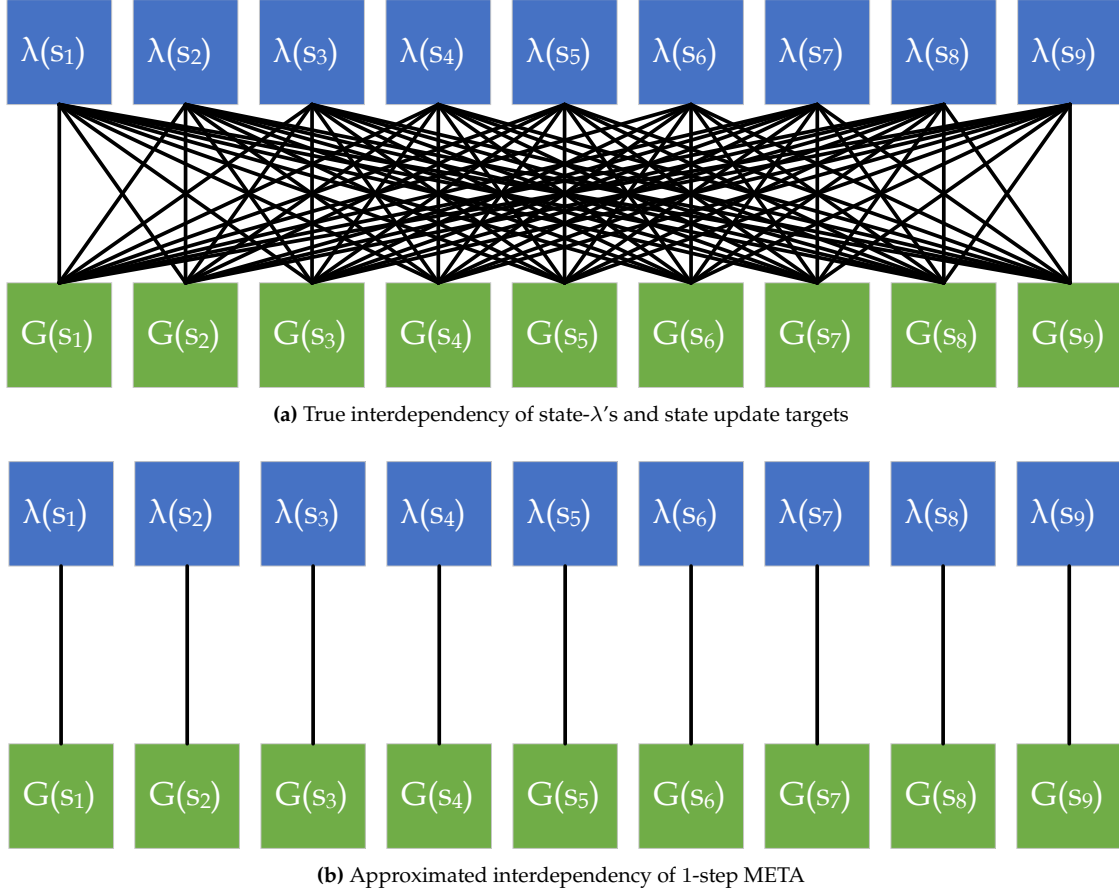 λ(s₁) λ(s₂) λ(s₃) λ(s₄) λ(s₅) λ(s₆) λ(s₇) λ(s₈) λ(s₉)
G(s₁) G(s₂) G(s₃) G(s₄) G(s₅) G(s₆) G(s₇) G(s₈) G(s₉)
(a) True interdependency of state-λ's and state update targets
λ(s₁) λ(s₂) λ(s₃) λ(s₄) λ(s₅) λ(s₆) λ(s₇) λ(s₈) λ(s₉)
G(s₁) G(s₂) G(s₃) G(s₄) G(s₅) G(s₆) G(s₇) G(s₈) G(s₉)
(b) Approximated interdependency of 1-step META